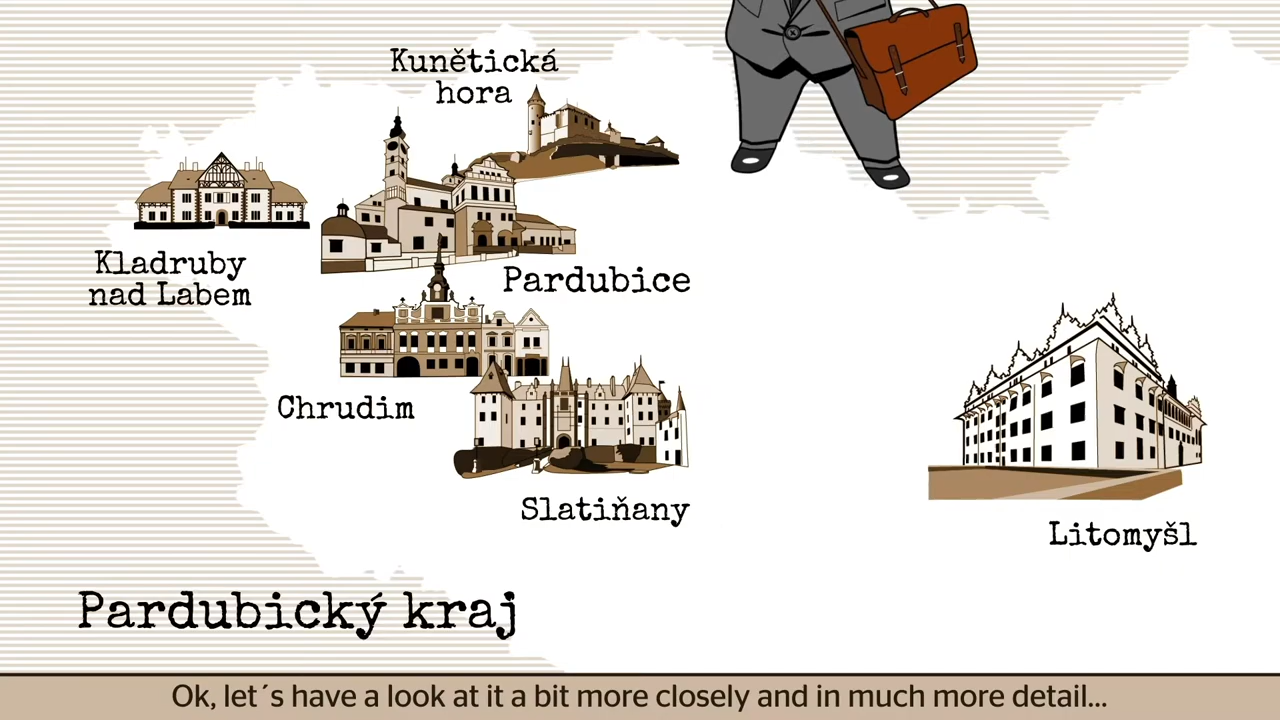 Kunětická
hora
Kladruby
nad Labem
Pardubice
Chrudim
Slatiňany
Litomyšl
Pardubický kraj
Ok, let´s have a look at it a bit more closely and in much more detail...